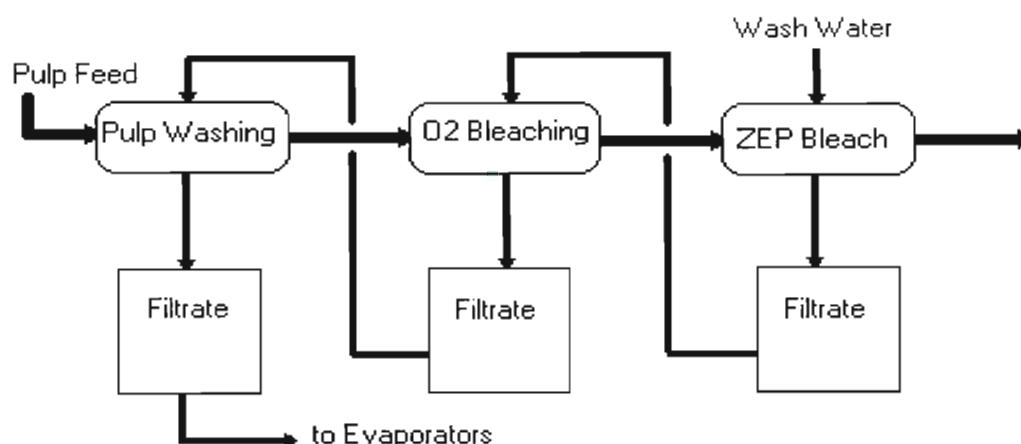 Wash Water
Pulp Feed
Pulp Washing
O2 Bleaching
ZEP Bleach
Filtrate
Filtrate
Filtrate
to Evaporators